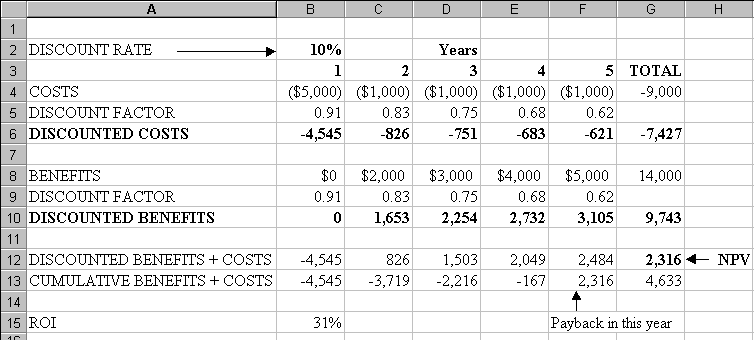 A B C D E F G H
1
2 DISCOUNT RATE 10% Years
3 1 2 3 4 5 TOTAL
4 COSTS ($5,000) ($1,000) ($1,000) ($1,000) ($1,000) -9,000
5 DISCOUNT FACTOR 0.91 0.83 0.75 0.68 0.62
6 DISCOUNTED COSTS -4,545 -826 -751 -683 -621 -7,427
7
8 BENEFITS $0 $2,000 $3,000 $4,000 $5,000 14,000
9 DISCOUNT FACTOR 0.91 0.83 0.75 0.68 0.62
10 DISCOUNTED BENEFITS 0 1,653 2,254 2,732 3,105 9,743
11
12 DISCOUNTED BENEFITS + COSTS -4,545 826 1,503 2,049 2,484 2,316 NPV
13 CUMULATIVE BENEFITS + COSTS -4,545 -3,719 -2,216 -167 2,316 4,633
14
15 ROI 31% Payback in this year